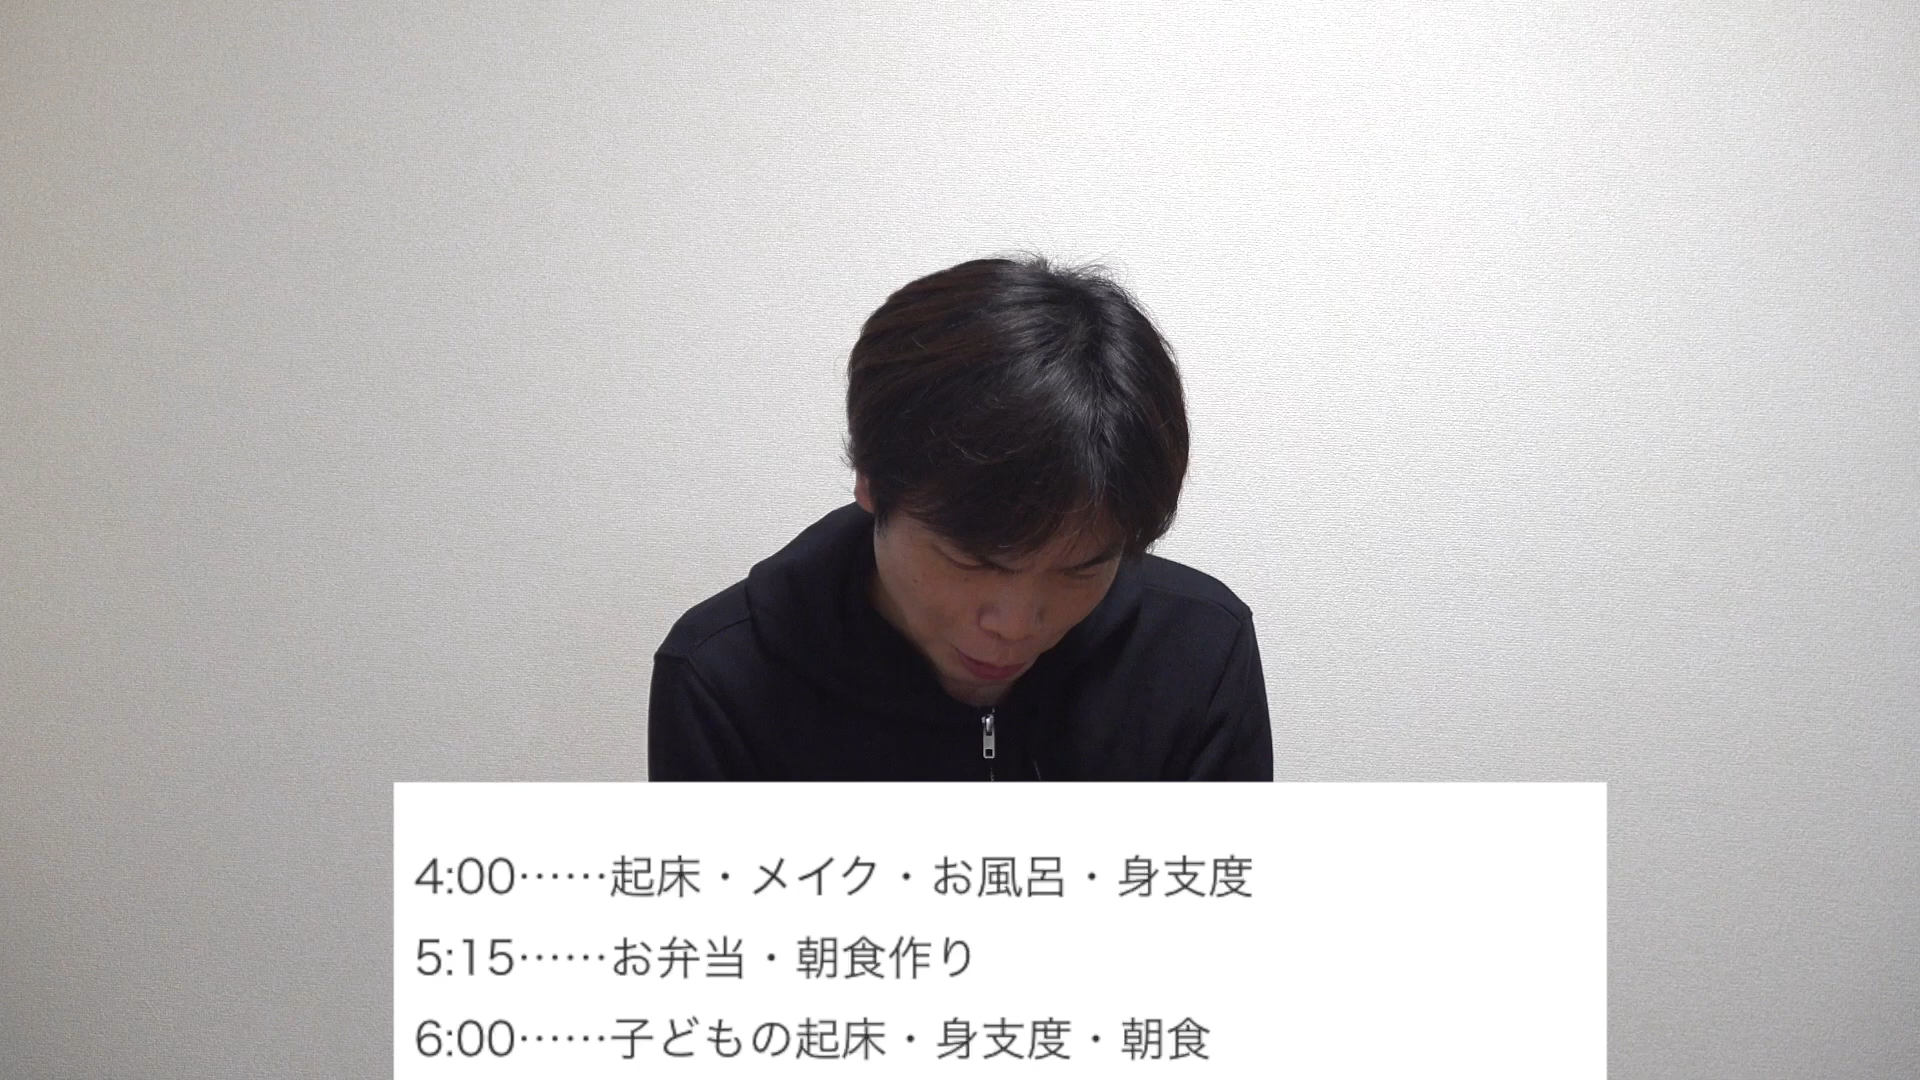 4:00……起床・メイク・お風呂・身支度
5:15……お弁当・朝食作り
6:00……子どもの起床・身支度・朝食